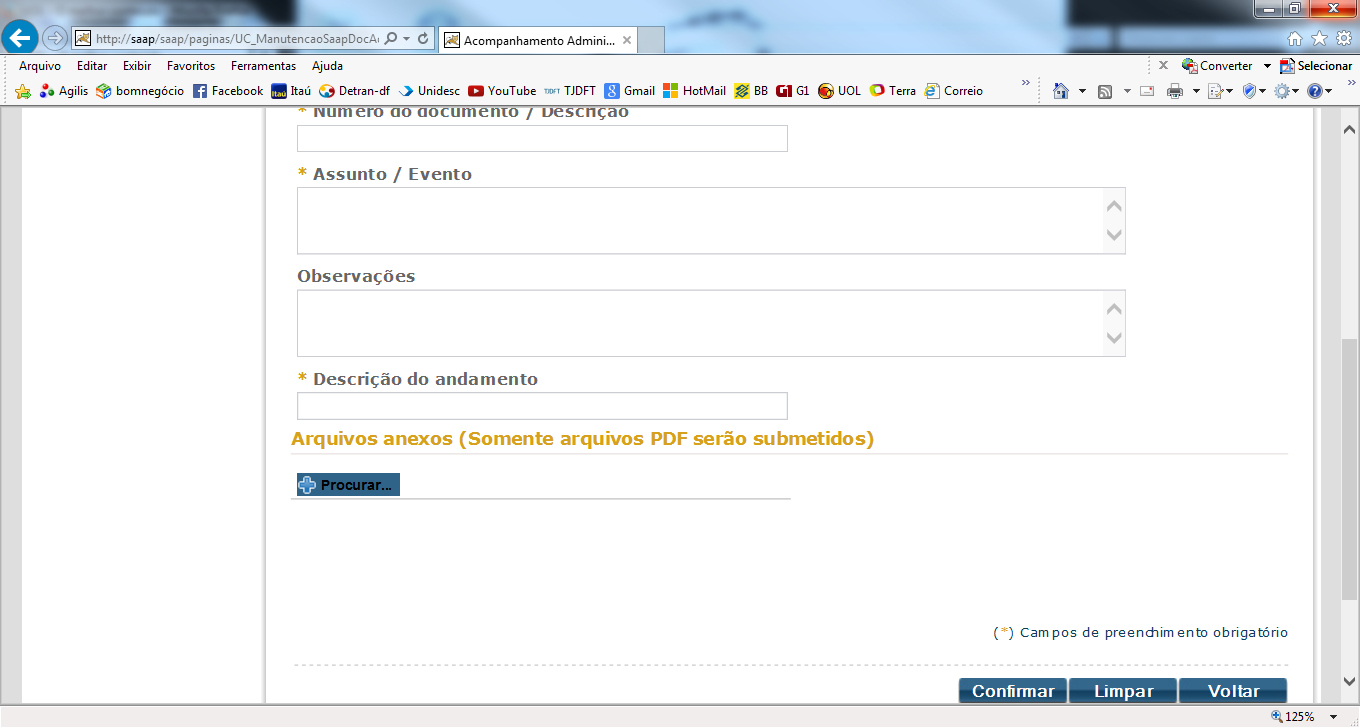 http://saap/saap/paginas/UC_ManutencaoSaapDocA
Acompanhamento Admini...
Arquivo Editar Exibir Favoritos Ferramentas Ajuda
Converter Selecionar
Agilis bomnegócio Facebook Itaú Detran-df Unidesc YouTube TJDFT Gmail HotMail BB G1 UOL Terra Correio
* Número do documento / Descrição
* Assunto / Evento
Observações
* Descrição do andamento
Arquivos anexos (Somente arquivos PDF serão submetidos)
Procurar...
(*) Campos de preenchimento obrigatório
Confirmar Limpar Voltar
125%